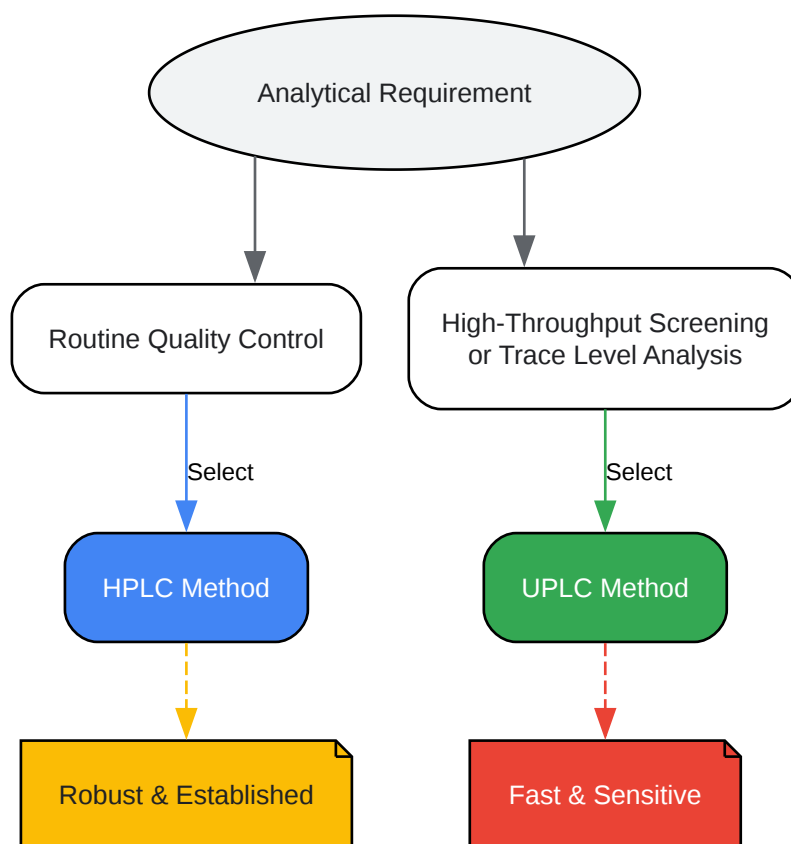 Analytical Requirement
Routine Quality Control
High-Throughput Screening
or Trace Level Analysis
Select
Select
HPLC Method
UPLC Method
Robust & Established
Fast & Sensitive